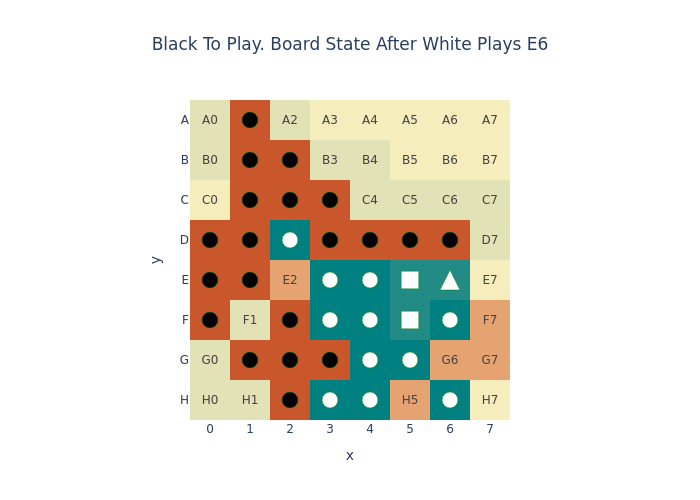 Black To Play. Board State After White Plays E6
A A0 A2 A3 A4 A5 A6 A7
B B0 B3 B4 B5 B6 B7
C C0 C4 C5 C6 C7
D D7
y
E E2 E7
F F1 F7
G G0 G6 G7
H H0 H1 H5 H7
0 1 2 3 4 5 6 7
x